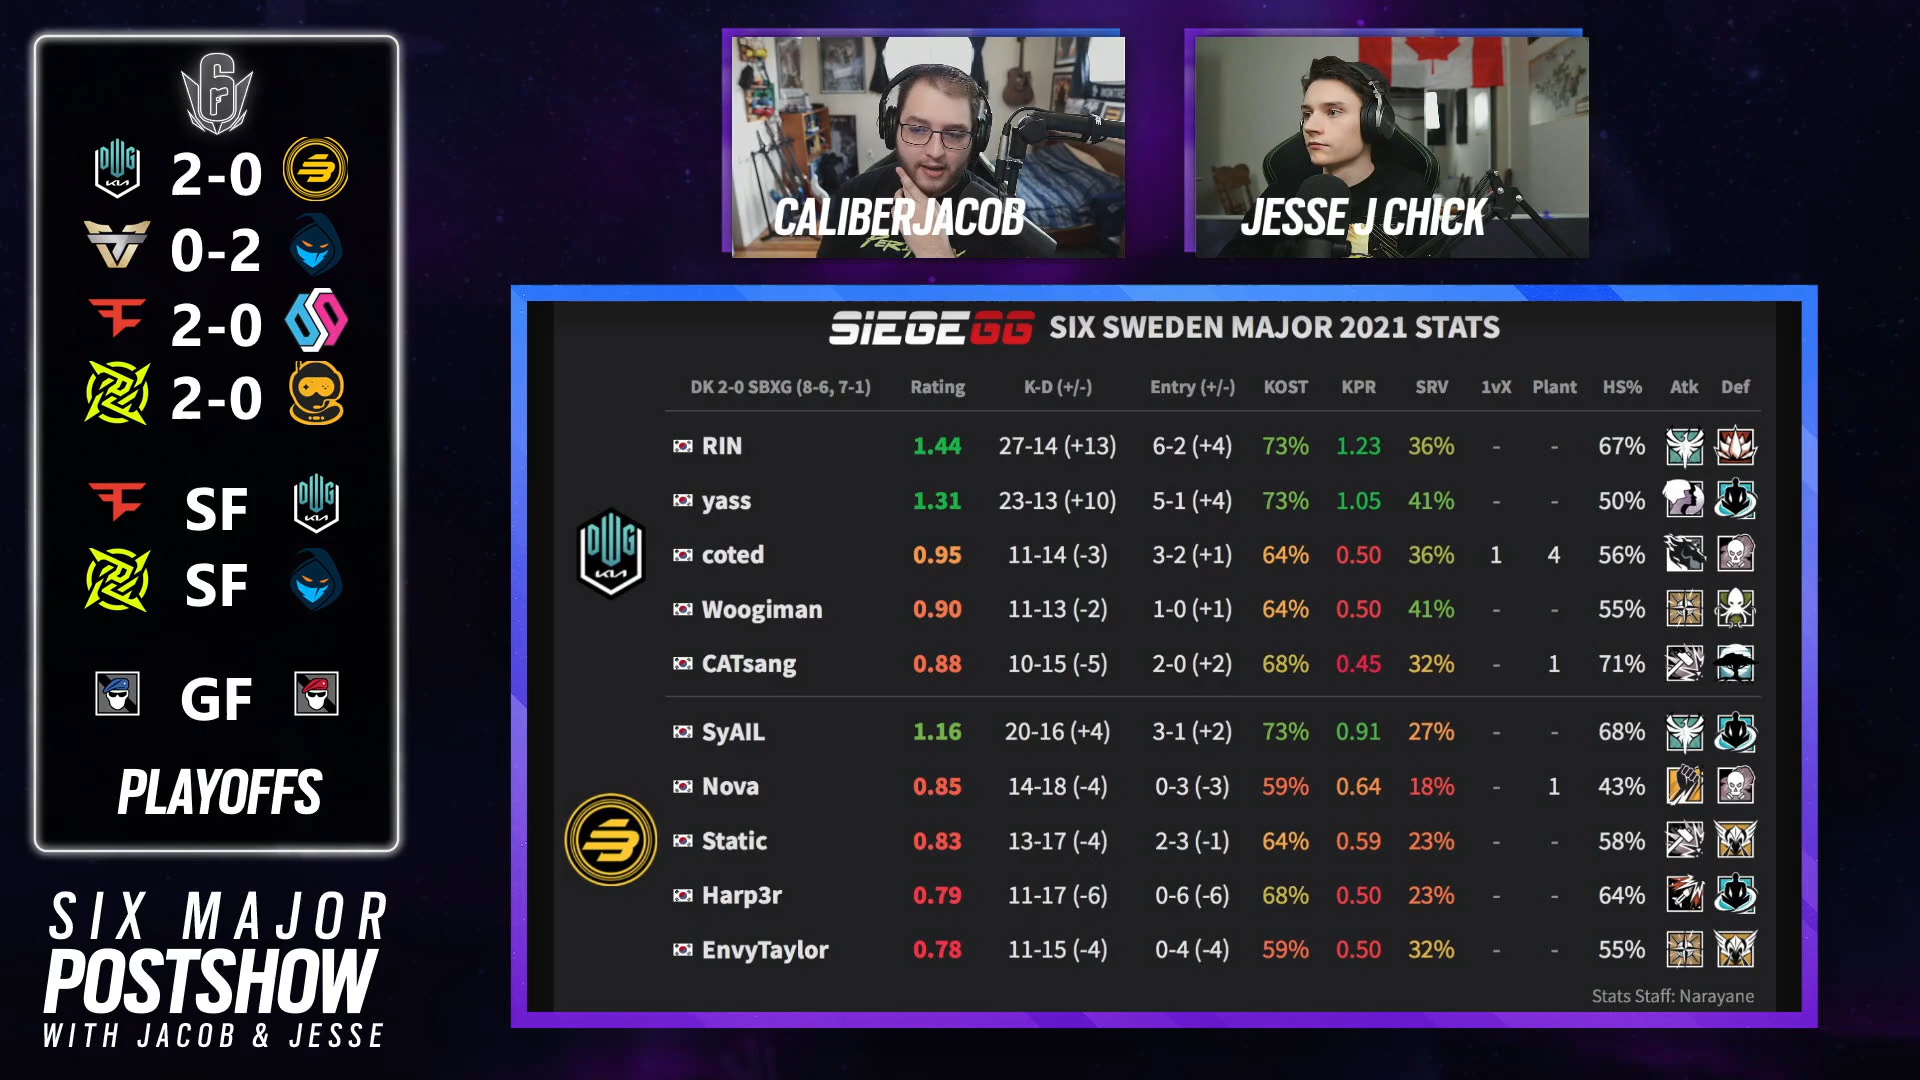 DWG
KIA
2-0
0-2
2-0
2-0
SF
DWG
KIA
SF
GF
PLAYOFFS
SIX MAJOR
POSTSHOW
WITH JACOB & JESSE
CALIBERJACOB
JESSE J CHICK
SIEGEGG SIX SWEDEN MAJOR 2021 STATS
DK 2-0 SBXG (8-6, 7-1) Rating K-D (+/-) Entry (+/-) KOST KPR SRV 1vX Plant HS% Atk Def
DWG
KIA
RIN 1.44 27-14 (+13) 6-2 (+4) 73% 1.23 36% - - 67%
yass 1.31 23-13 (+10) 5-1 (+4) 73% 1.05 41% - - 50%
coted 0.95 11-14 (-3) 3-2 (+1) 64% 0.50 36% 1 4 56%
Woogiman 0.90 11-13 (-2) 1-0 (+1) 64% 0.50 41% - - 55%
CATsang 0.88 10-15 (-5) 2-0 (+2) 68% 0.45 32% - 1 71%
SyAIL 1.16 20-16 (+4) 3-1 (+2) 73% 0.91 27% - - 68%
Nova 0.85 14-18 (-4) 0-3 (-3) 59% 0.64 18% - 1 43%
Static 0.83 13-17 (-4) 2-3 (-1) 64% 0.59 23% - - 58%
Harp3r 0.79 11-17 (-6) 0-6 (-6) 68% 0.50 23% - - 64%
EnvyTaylor 0.78 11-15 (-4) 0-4 (-4) 59% 0.50 32% - - 55%
Stats Staff: Narayane